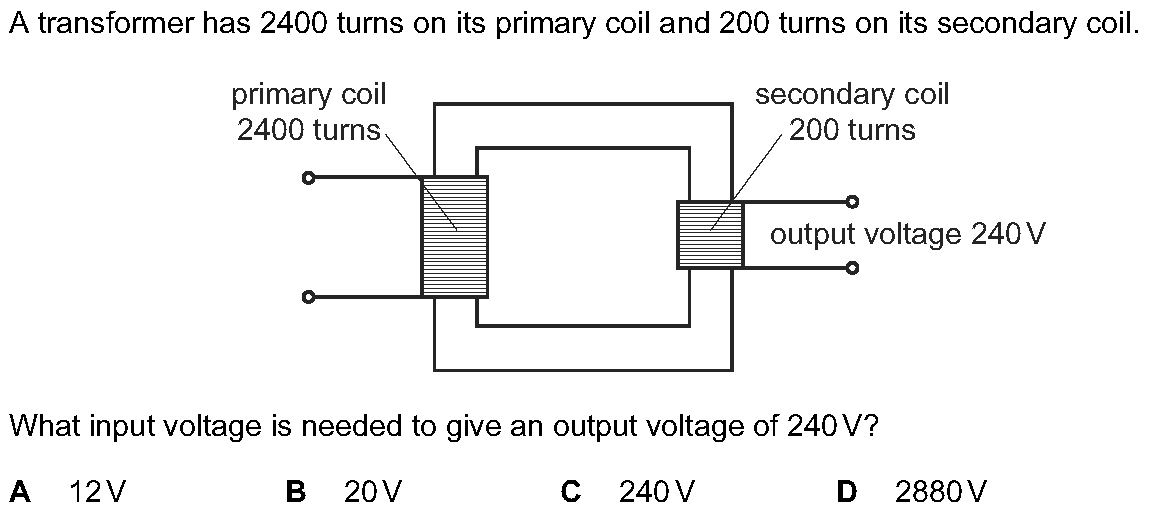 A transformer has 2400 turns on its primary coil and 200 turns on its secondary coil.
primary coil
2400 turns
secondary coil
200 turns
output voltage 240 V
What input voltage is needed to give an output voltage of 240 V?
A 12 V B 20 V C 240 V D 2880 V